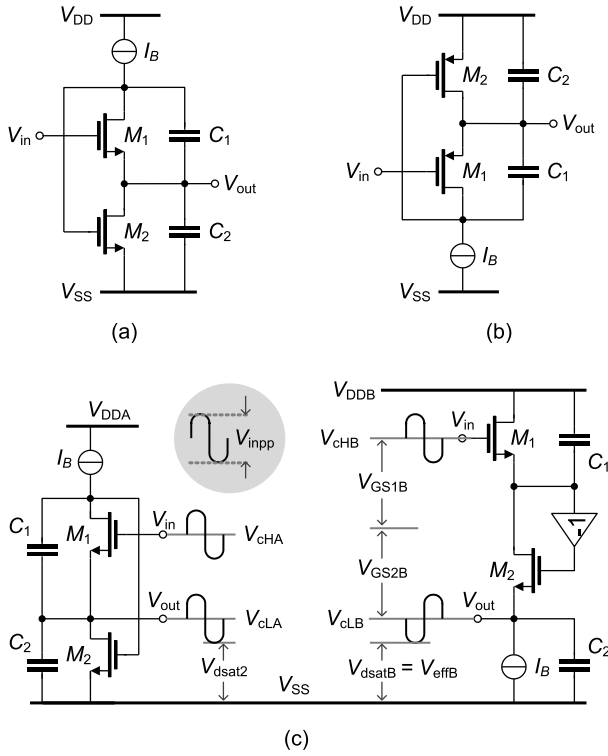 VDD
IB
Vin
M1
C1
Vout
M2
C2
VSS
(a)
VDD
M2
C2
Vout
Vin
M1
C1
IB
VSS
(b)
VDDA
IB
C1
M1
Vin
VcHA
Vinpp
Vout
VcLA
C2
M2
Vdsat2
VSS
VDDB
VcHB
Vin
M1
C1
VGS1B
-1
VGS2B
M2
VcLB
Vout
VdsatB = VeffB
IB
C2
(c)